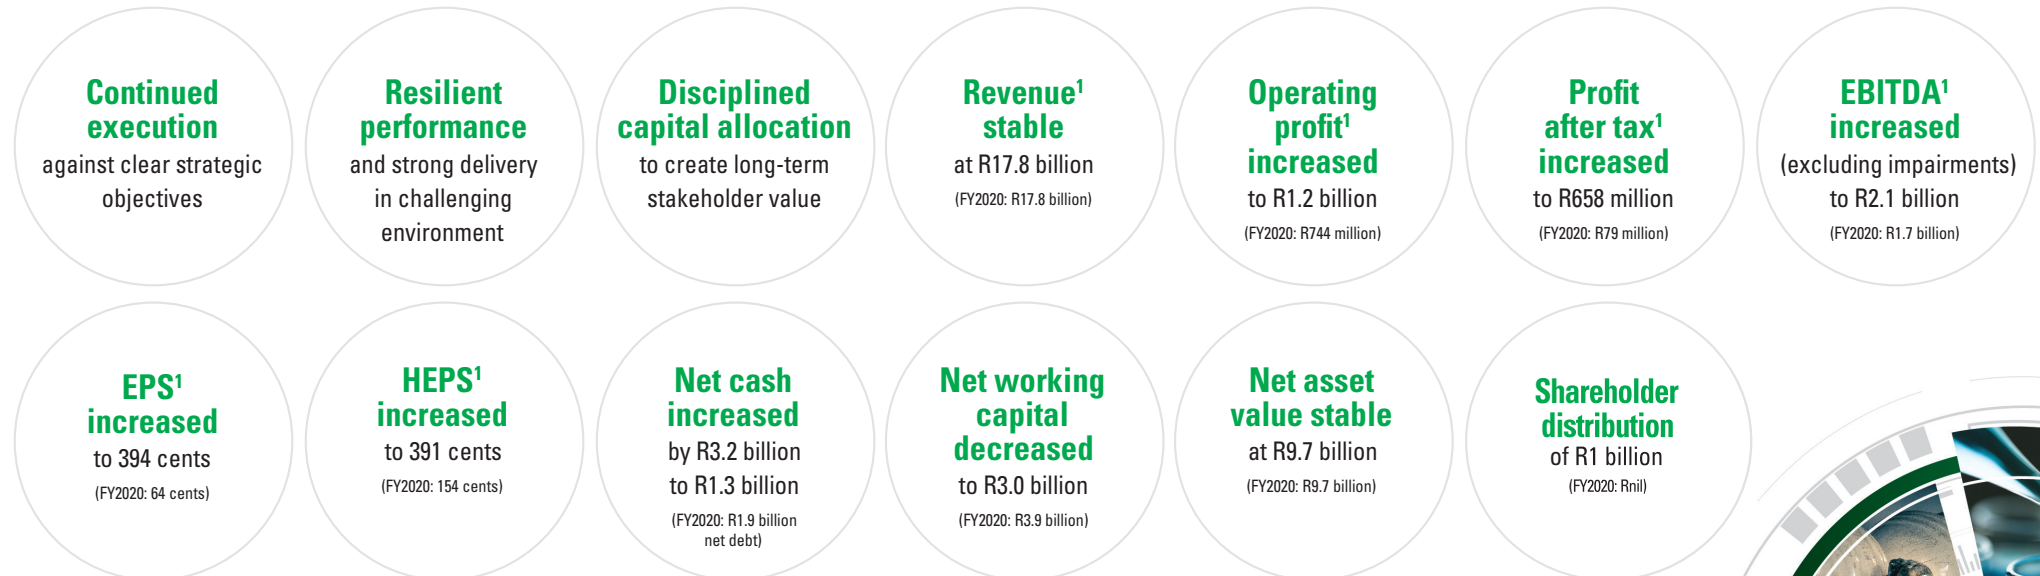 Continued
execution
against clear strategic
objectives
Resilient
performance
and strong delivery
in challenging
environment
Disciplined
capital allocation
to create long-term
stakeholder value
Revenue¹
stable
at R17.8 billion
(FY2020: R17.8 billion)
Operating
profit¹
increased
to R1.2 billion
(FY2020: R744 million)
Profit
after tax¹
increased
to R658 million
(FY2020: R79 million)
EBITDA¹
increased
(excluding impairments)
to R2.1 billion
(FY2020: R1.7 billion)
EPS¹
increased
to 394 cents
(FY2020: 64 cents)
HEPS¹
increased
to 391 cents
(FY2020: 154 cents)
Net cash
increased
by R3.2 billion
to R1.3 billion
(FY2020: R1.9 billion
net debt)
Net working
capital
decreased
to R3.0 billion
(FY2020: R3.9 billion)
Net asset
value stable
at R9.7 billion
(FY2020: R9.7 billion)
Shareholder
distribution
of R1 billion
(FY2020: Rnil)